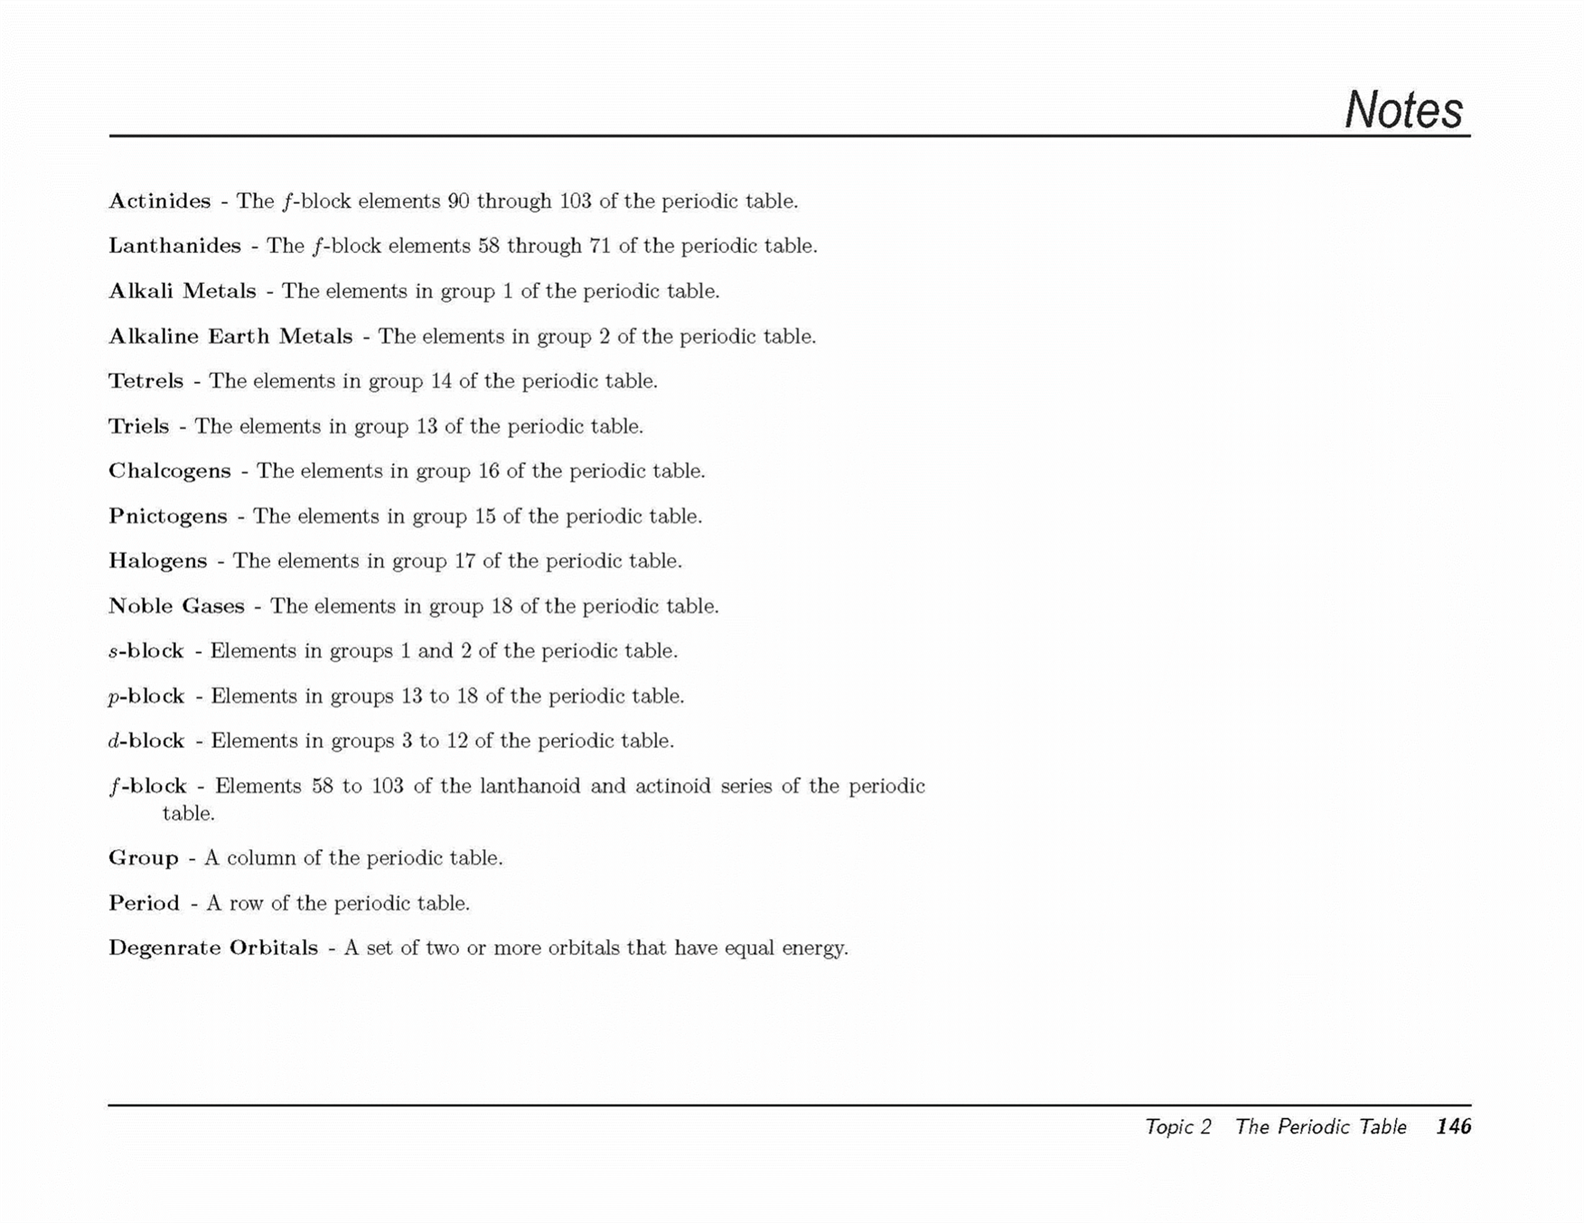 Notes
Actinides - The f-block elements 90 through 103 of the periodic table.
Lanthanides - The f-block elements 58 through 71 of the periodic table.
Alkali Metals - The elements in group 1 of the periodic table.
Alkaline Earth Metals - The elements in group 2 of the periodic table.
Tetrels - The elements in group 14 of the periodic table.
Triels - The elements in group 13 of the periodic table.
Chalcogens - The elements in group 16 of the periodic table.
Pnictogens - The elements in group 15 of the periodic table.
Halogens - The elements in group 17 of the periodic table.
Noble Gases - The elements in group 18 of the periodic table.
s-block - Elements in groups 1 and 2 of the periodic table.
p-block - Elements in groups 13 to 18 of the periodic table.
d-block - Elements in groups 3 to 12 of the periodic table.
f-block - Elements 58 to 103 of the lanthanoid and actinoid series of the periodic
table.
Group - A column of the periodic table.
Period - A row of the periodic table.
Degenrate Orbitals - A set of two or more orbitals that have equal energy.
Topic 2 The Periodic Table 146